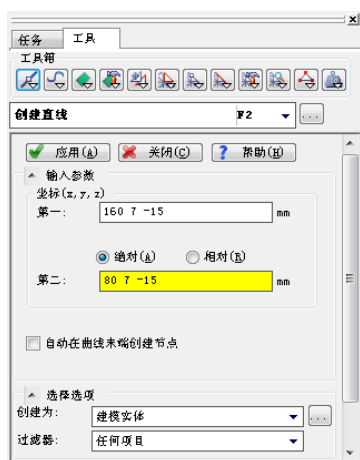 任务 工具
工具箱
创建直线 F2 ...
应用(A) 关闭(C) ? 帮助(H)
输入参数
坐标(x, y, z)
第一: 160 7 -15 mm
绝对(A) 相对(R)
第二: 80 7 -15 mm
自动在曲线末端创建节点
选择选项
创建为: 建模实体 ...
过滤器: 任何项目